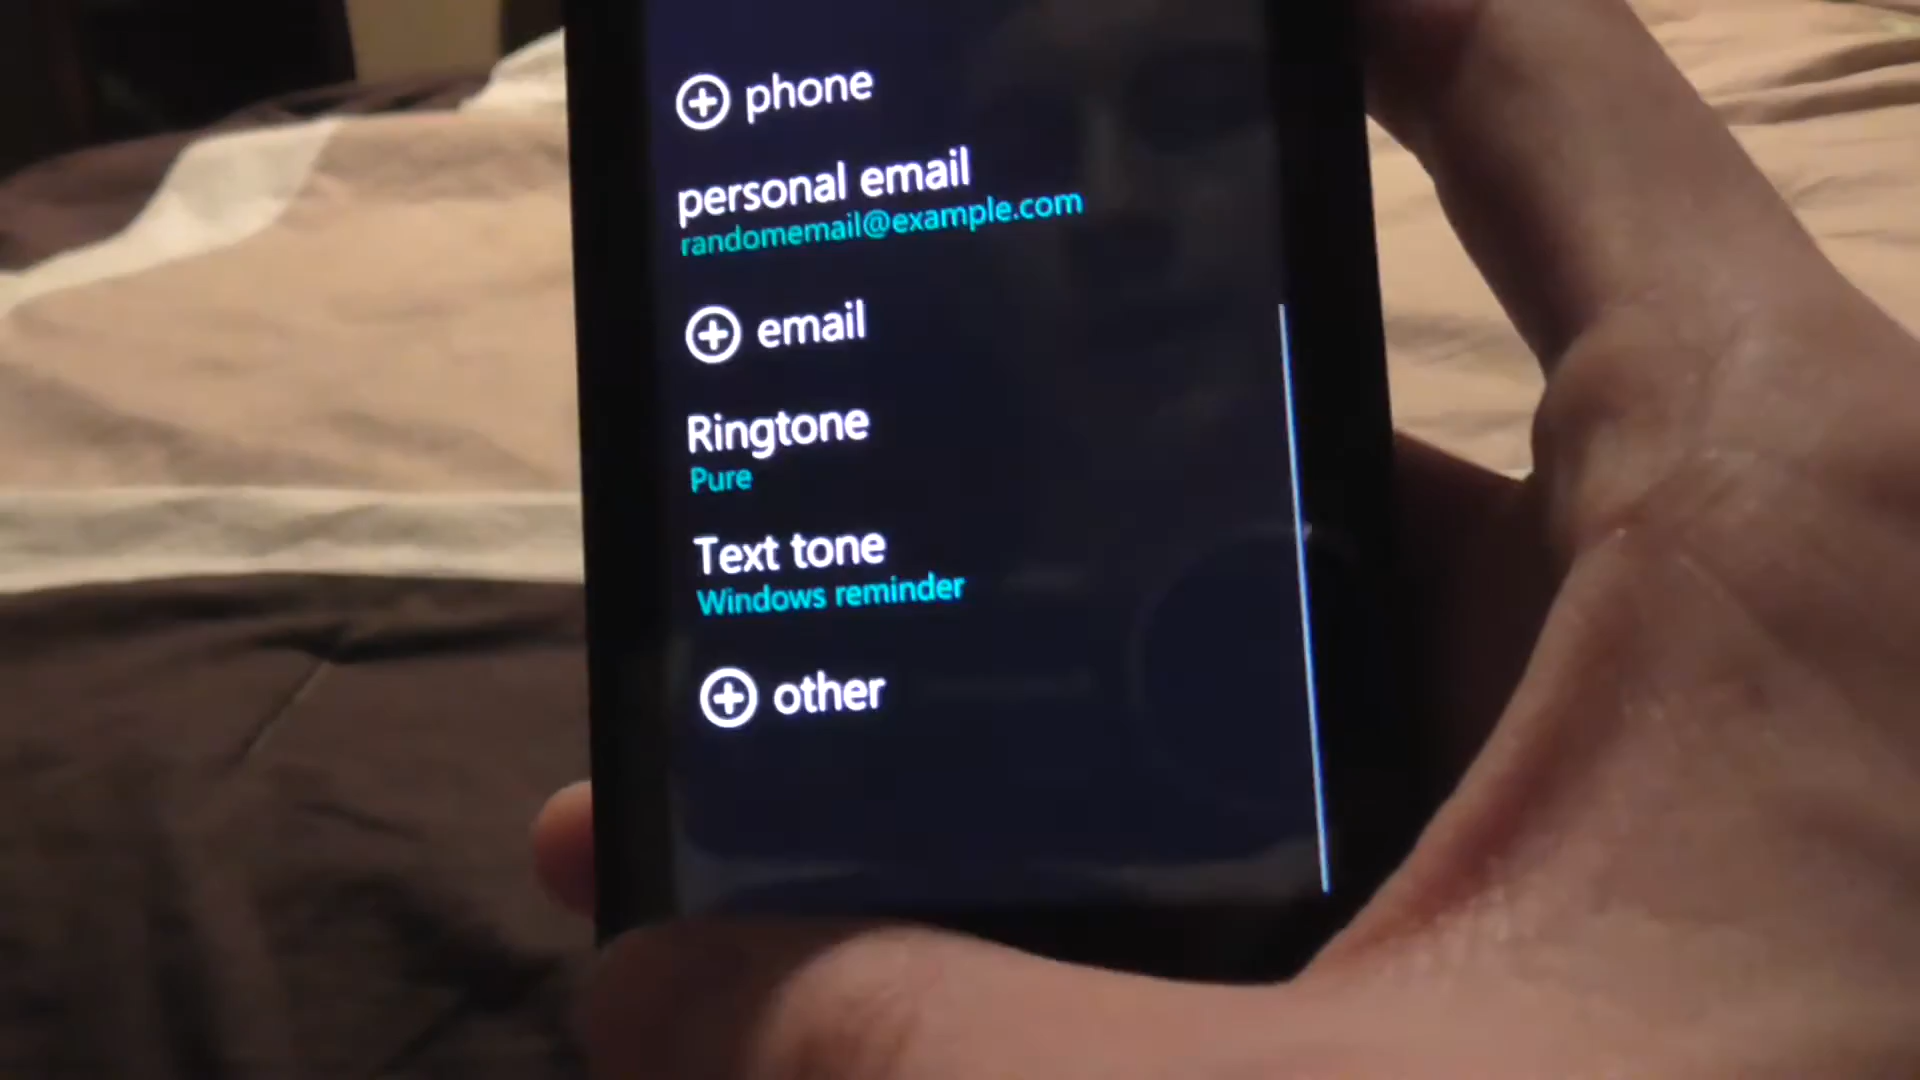 phone
personal email
randomemail@example.com
email
Ringtone
Pure
Text tone
Windows reminder
other